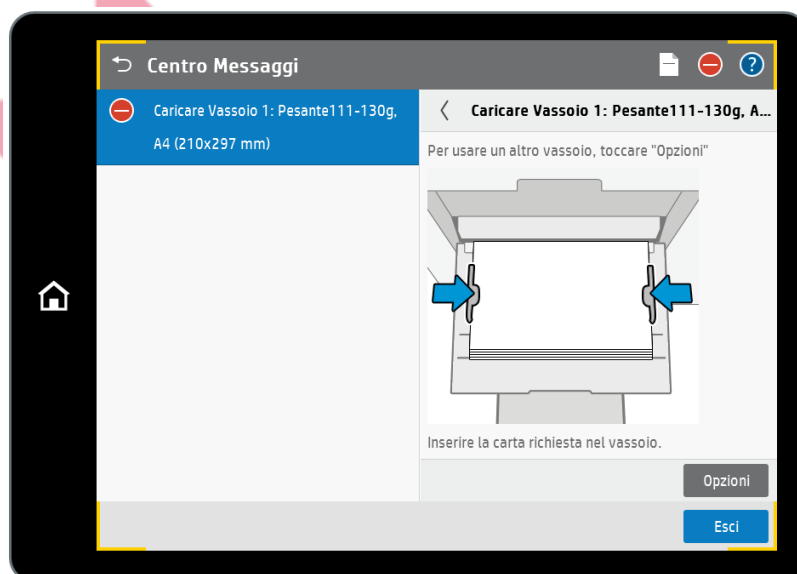 Centro Messaggi
Caricare Vassoio 1: Pesante111-130g,
A4 (210x297 mm)
Caricare Vassoio 1: Pesante111-130g, A...
Per usare un altro vassoio, toccare "Opzioni"
Inserire la carta richiesta nel vassoio.
Opzioni
Esci